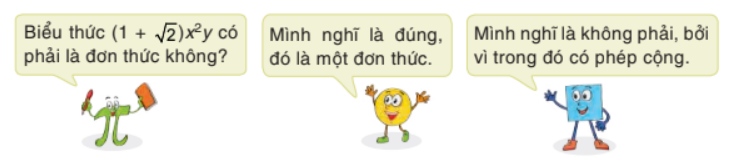 Biểu thức (1 + √2)x²y có
phải là đơn thức không?
Mình nghĩ là đúng,
đó là một đơn thức.
Mình nghĩ là không phải, bởi
vì trong đó có phép cộng.